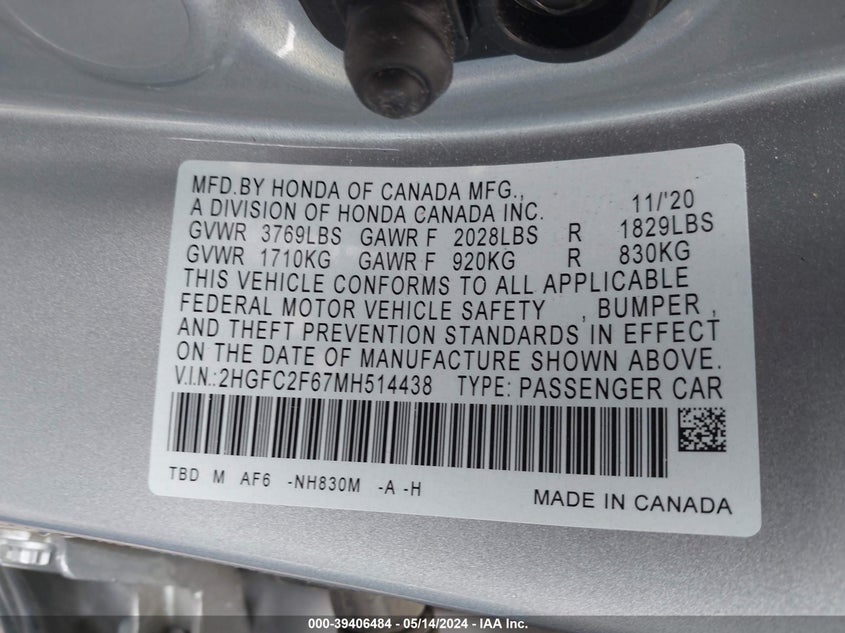 MFD.BY HONDA OF CANADA MFG., 11/'20
A DIVISION OF HONDA CANADA INC.
GVWR 3769LBS GAWR F 2028LBS R 1829LBS
GVWR 1710KG GAWR F 920KG R 830KG
THIS VEHICLE CONFORMS TO ALL APPLICABLE
FEDERAL MOTOR VEHICLE SAFETY , BUMPER ,
AND THEFT PREVENTION STANDARDS IN EFFECT
ON THE DATE OF MANUFACTURE SHOWN ABOVE.
V.I.N.:2HGFC2F67MH514438 TYPE: PASSENGER CAR
TBD M AF6 -NH830M -A -H
MADE IN CANADA
000-39406484 — 05/14/2024 - IAA Inc.